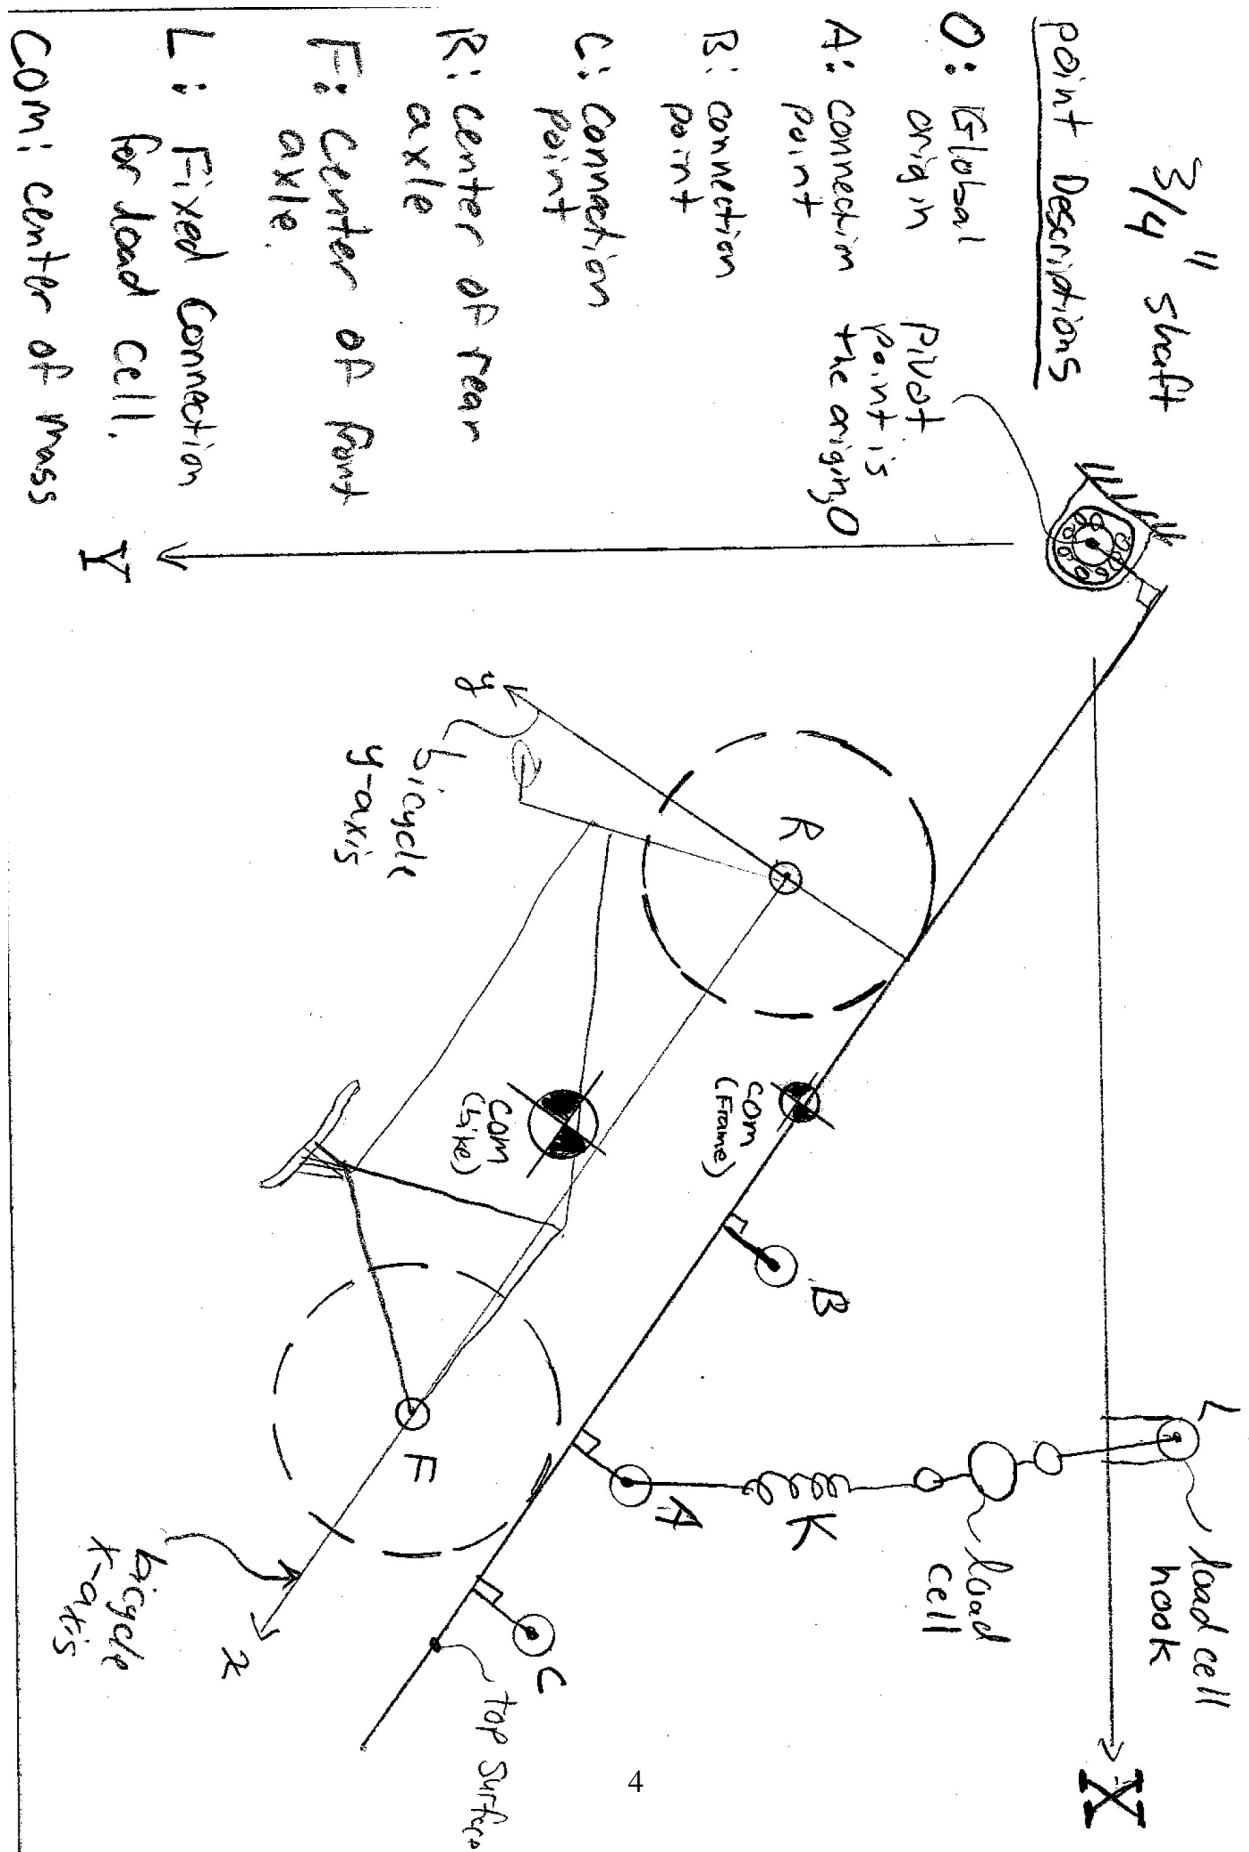 3/4" shaft
Point Descriptions
O: Global
origin
A: connection
point
B: connection
point
C: connection
point
R: center of rear
axle
F: center of front
axle.
L: Fixed Connection
for load cell.
COM: center of mass
Pivot
point is
the origin, O
Y
y
bicycle
y-axis
R
COM
(bike)
COM
(Frame)
B
F
A
K
load
cell
L
load cell
hook
C
top surface
bicycle
x-axis
x
X
4